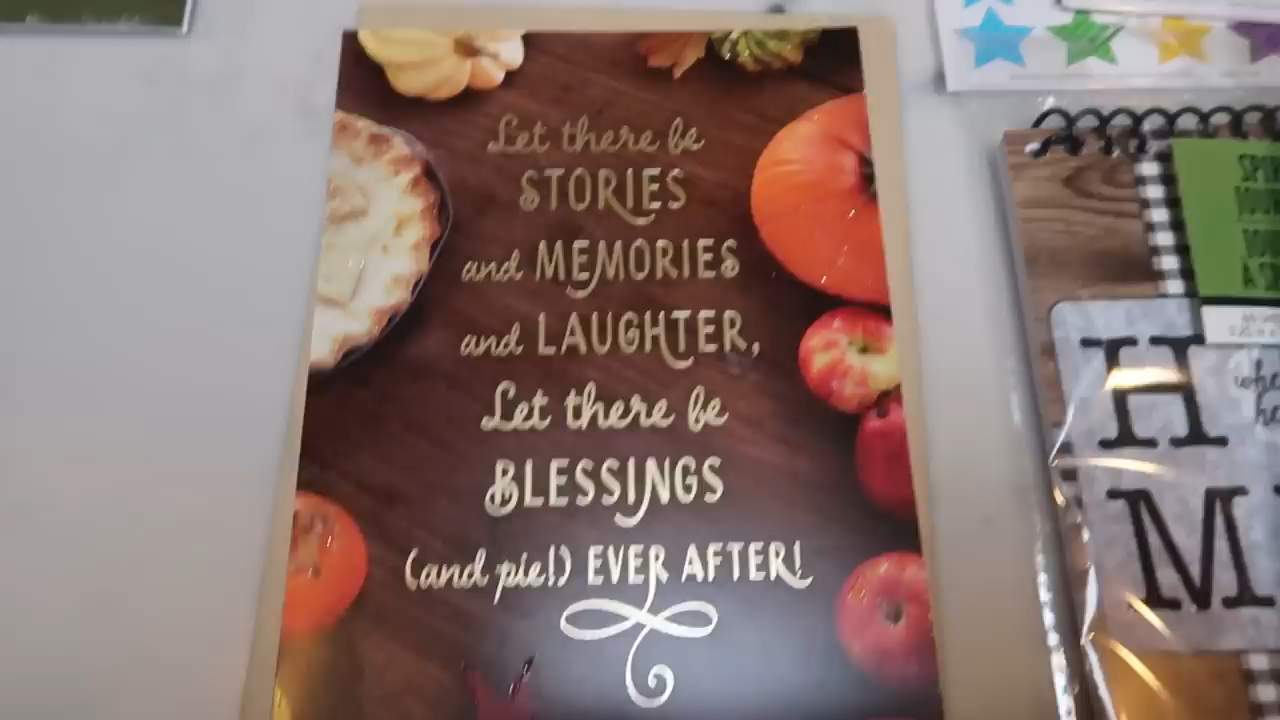 Let there be
STORIES
and MEMORIES
and LAUGHTER,
Let there be
BLESSINGS
(and pie!) EVER AFTER!
H
M